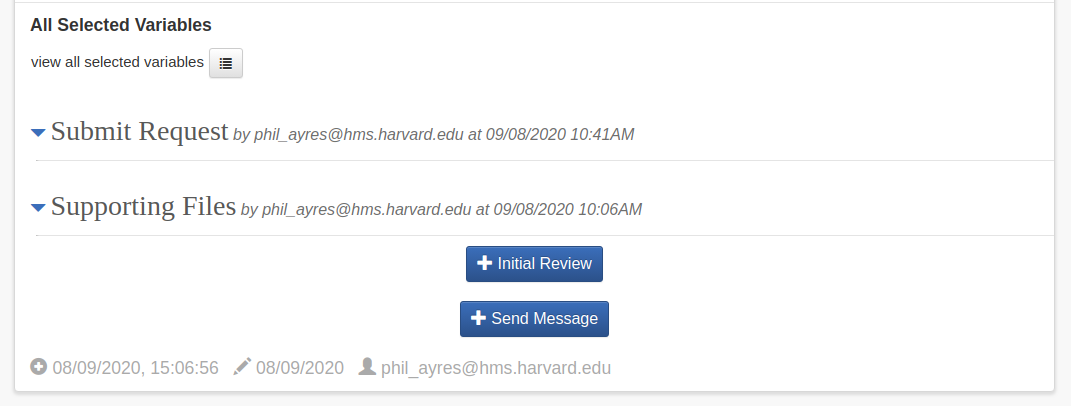 All Selected Variables
view all selected variables
Submit Request by phil_ayres@hms.harvard.edu at 09/08/2020 10:41AM
Supporting Files by phil_ayres@hms.harvard.edu at 09/08/2020 10:06AM
Initial Review
Send Message
08/09/2020, 15:06:56 08/09/2020 phil_ayres@hms.harvard.edu